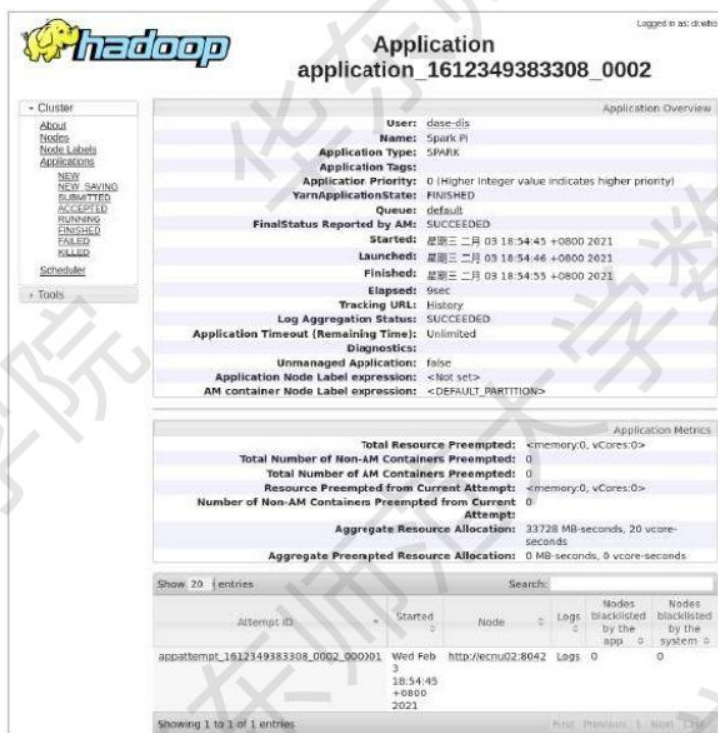 Logged in as: dr.who
hadoop
Application
application_1612349383308_0002
Cluster
About
Nodes
Node Labels
Applications
NEW
NEW_SAVING
SUBMITTED
ACCEPTED
RUNNING
FINISHED
FAILED
KILLED
Scheduler
Tools
Application Overview
User: dase-dis
Name: Spark Pi
Application Type: SPARK
Application Tags:
Application Priority: 0 (Higher Integer value indicates higher priority)
YarnApplicationState: FINISHED
Queue: default
FinalStatus Reported by AM: SUCCEEDED
Started: 星期三 二月 03 18:54:45 +0800 2021
Launched: 星期三 二月 03 18:54:46 +0800 2021
Finished: 星期三 二月 03 18:54:55 +0800 2021
Elapsed: 9sec
Tracking URL: History
Log Aggregation Status: SUCCEEDED
Application Timeout (Remaining Time): Unlimited
Diagnostics:
Unmanaged Application: false
Application Node Label expression: <Not set>
AM container Node Label expression: <DEFAULT_PARTITION>
Application Metrics
Total Resource Preempted: <memory:0, vCores:0>
Total Number of Non-AM Containers Preempted: 0
Total Number of AM Containers Preempted: 0
Resource Preempted from Current Attempt: <memory:0, vCores:0>
Number of Non-AM Containers Preempted from Current 0
Attempt:
Aggregate Resource Allocation: 33728 MB-seconds, 20 vcore-
seconds
Aggregate Preempted Resource Allocation: 0 MB-seconds, 0 vcore-seconds
Show 20 entries Search:
Attempt ID Started Node Logs Nodes blacklisted by the app Nodes blacklisted by the system
appattempt_1612349383308_0002_000001 Wed Feb http://ecnu02:8042 Logs 0 0
3
18:54:45
+0800
2021
Showing 1 to 1 of 1 entries First Previous 1 Next Last